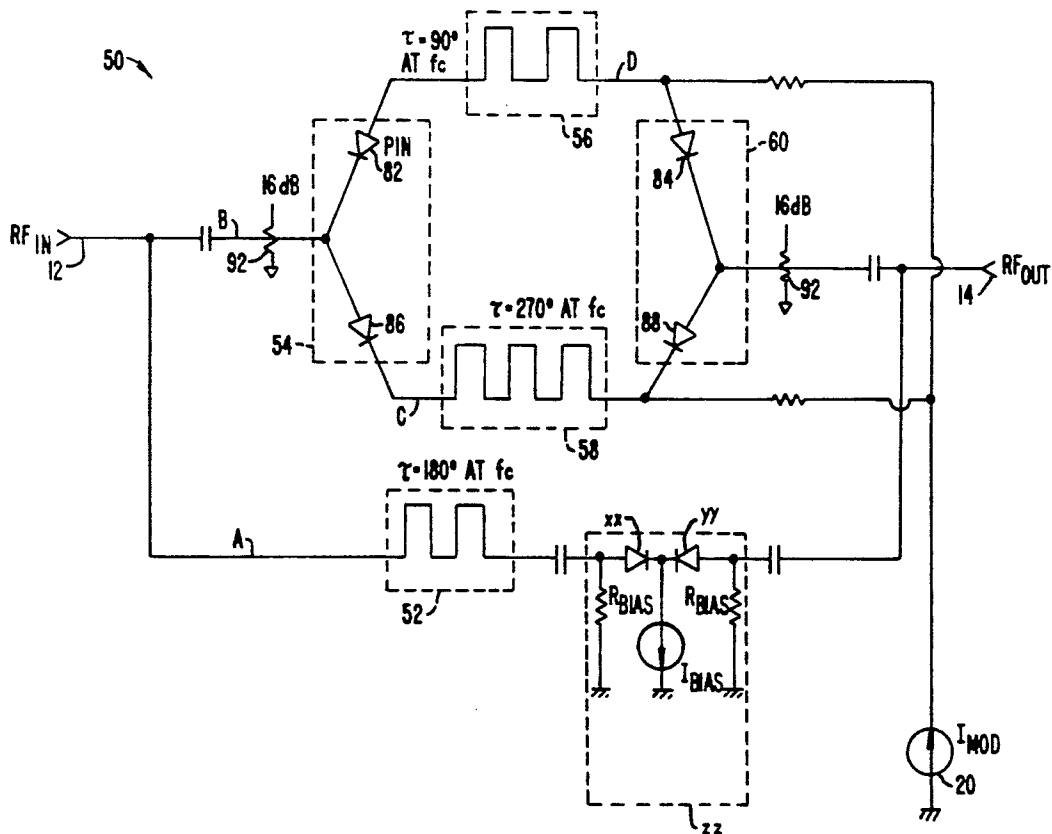 50
τ=90°
AT fc
D
56
PIN
82
60
84
16dB
16dB
RF IN
12
B
92
92
RF OUT
14
54
86
τ=270° AT fc
88
C
58
τ=180° AT fc
A
52
xx
yy
R BIAS
R BIAS
I BIAS
I MOD
20
zz